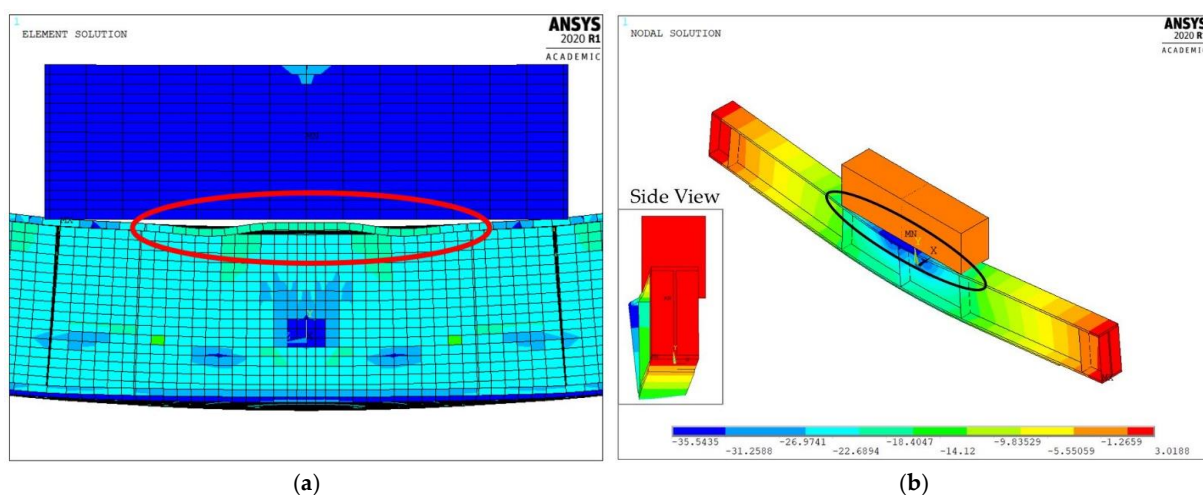 1
ELEMENT SOLUTION
ANSYS
2020 R1
ACADEMIC
(a)
1
NODAL SOLUTION
ANSYS
2020 R1
ACADEMIC
Side View
MN
X
-35.5435 -26.9741 -18.4047 -9.83529 -1.2659
-31.2588 -22.6894 -14.12 -5.55059 3.0188
(b)